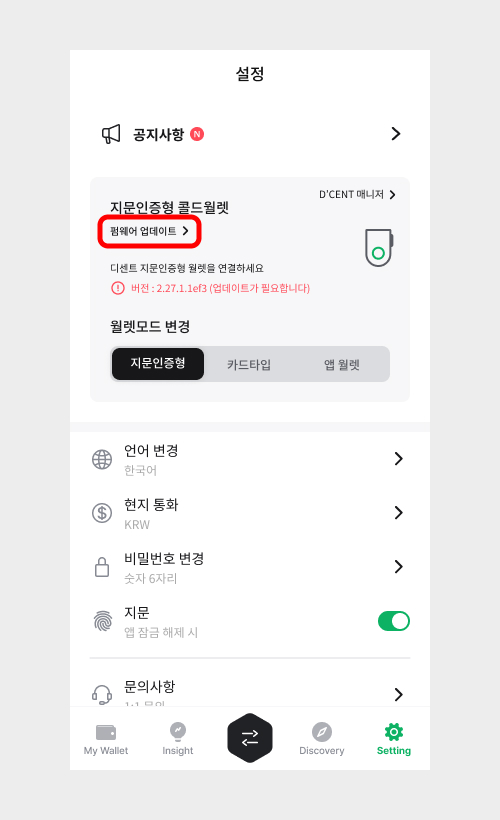 설정
공지사항 N
D'CENT 매니저
지문인증형 콜드월렛
펌웨어 업데이트
디센트 지문인증형 월렛을 연결하세요
버전 : 2.27.1.1ef3 (업데이트가 필요합니다)
월렛모드 변경
지문인증형 카드타입 앱 월렛
언어 변경
한국어
현지 통화
KRW
비밀번호 변경
숫자 6자리
지문
앱 잠금 해제 시
문의사항
1:1 문의
My Wallet Insight Discovery Setting